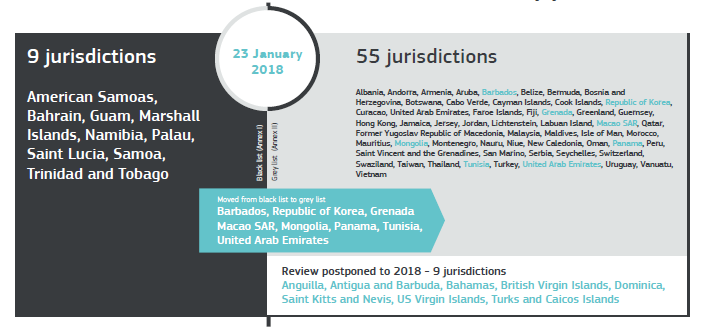 9 jurisdictions
American Samoas,
Bahrain, Guam, Marshall
Islands, Namibia, Palau,
Saint Lucia, Samoa,
Trinidad and Tobago
23 January
2018
Black list (Annex I)
Grey list (Annex II)
55 jurisdictions
Albania, Andorra, Armenia, Aruba, Barbados, Belize, Bermuda, Bosnia and
Herzegovina, Botswana, Cabo Verde, Cayman Islands, Cook Islands, Republic of Korea,
Curacao, United Arab Emirates, Faroe Islands, Fiji, Grenada, Greenland, Guernsey,
Hong Kong, Jamaica, Jersey, Jordan, Lichtenstein, Labuan Island, Macao SAR, Qatar,
Former Yugoslav Republic of Macedonia, Malaysia, Maldives, Isle of Man, Morocco,
Mauritius, Mongolia, Montenegro, Nauru, Niue, New Caledonia, Oman, Panama, Peru,
Saint Vincent and the Grenadines, San Marino, Serbia, Seychelles, Switzerland,
Swaziland, Taiwan, Thailand, Tunisia, Turkey, United Arab Emirates, Uruguay, Vanuatu,
Vietnam
Moved from black list to grey list
Barbados, Republic of Korea, Grenada
Macao SAR, Mongolia, Panama, Tunisia,
United Arab Emirates
Review postponed to 2018 - 9 jurisdictions
Anguilla, Antigua and Barbuda, Bahamas, British Virgin Islands, Dominica,
Saint Kitts and Nevis, US Virgin Islands, Turks and Caicos Islands